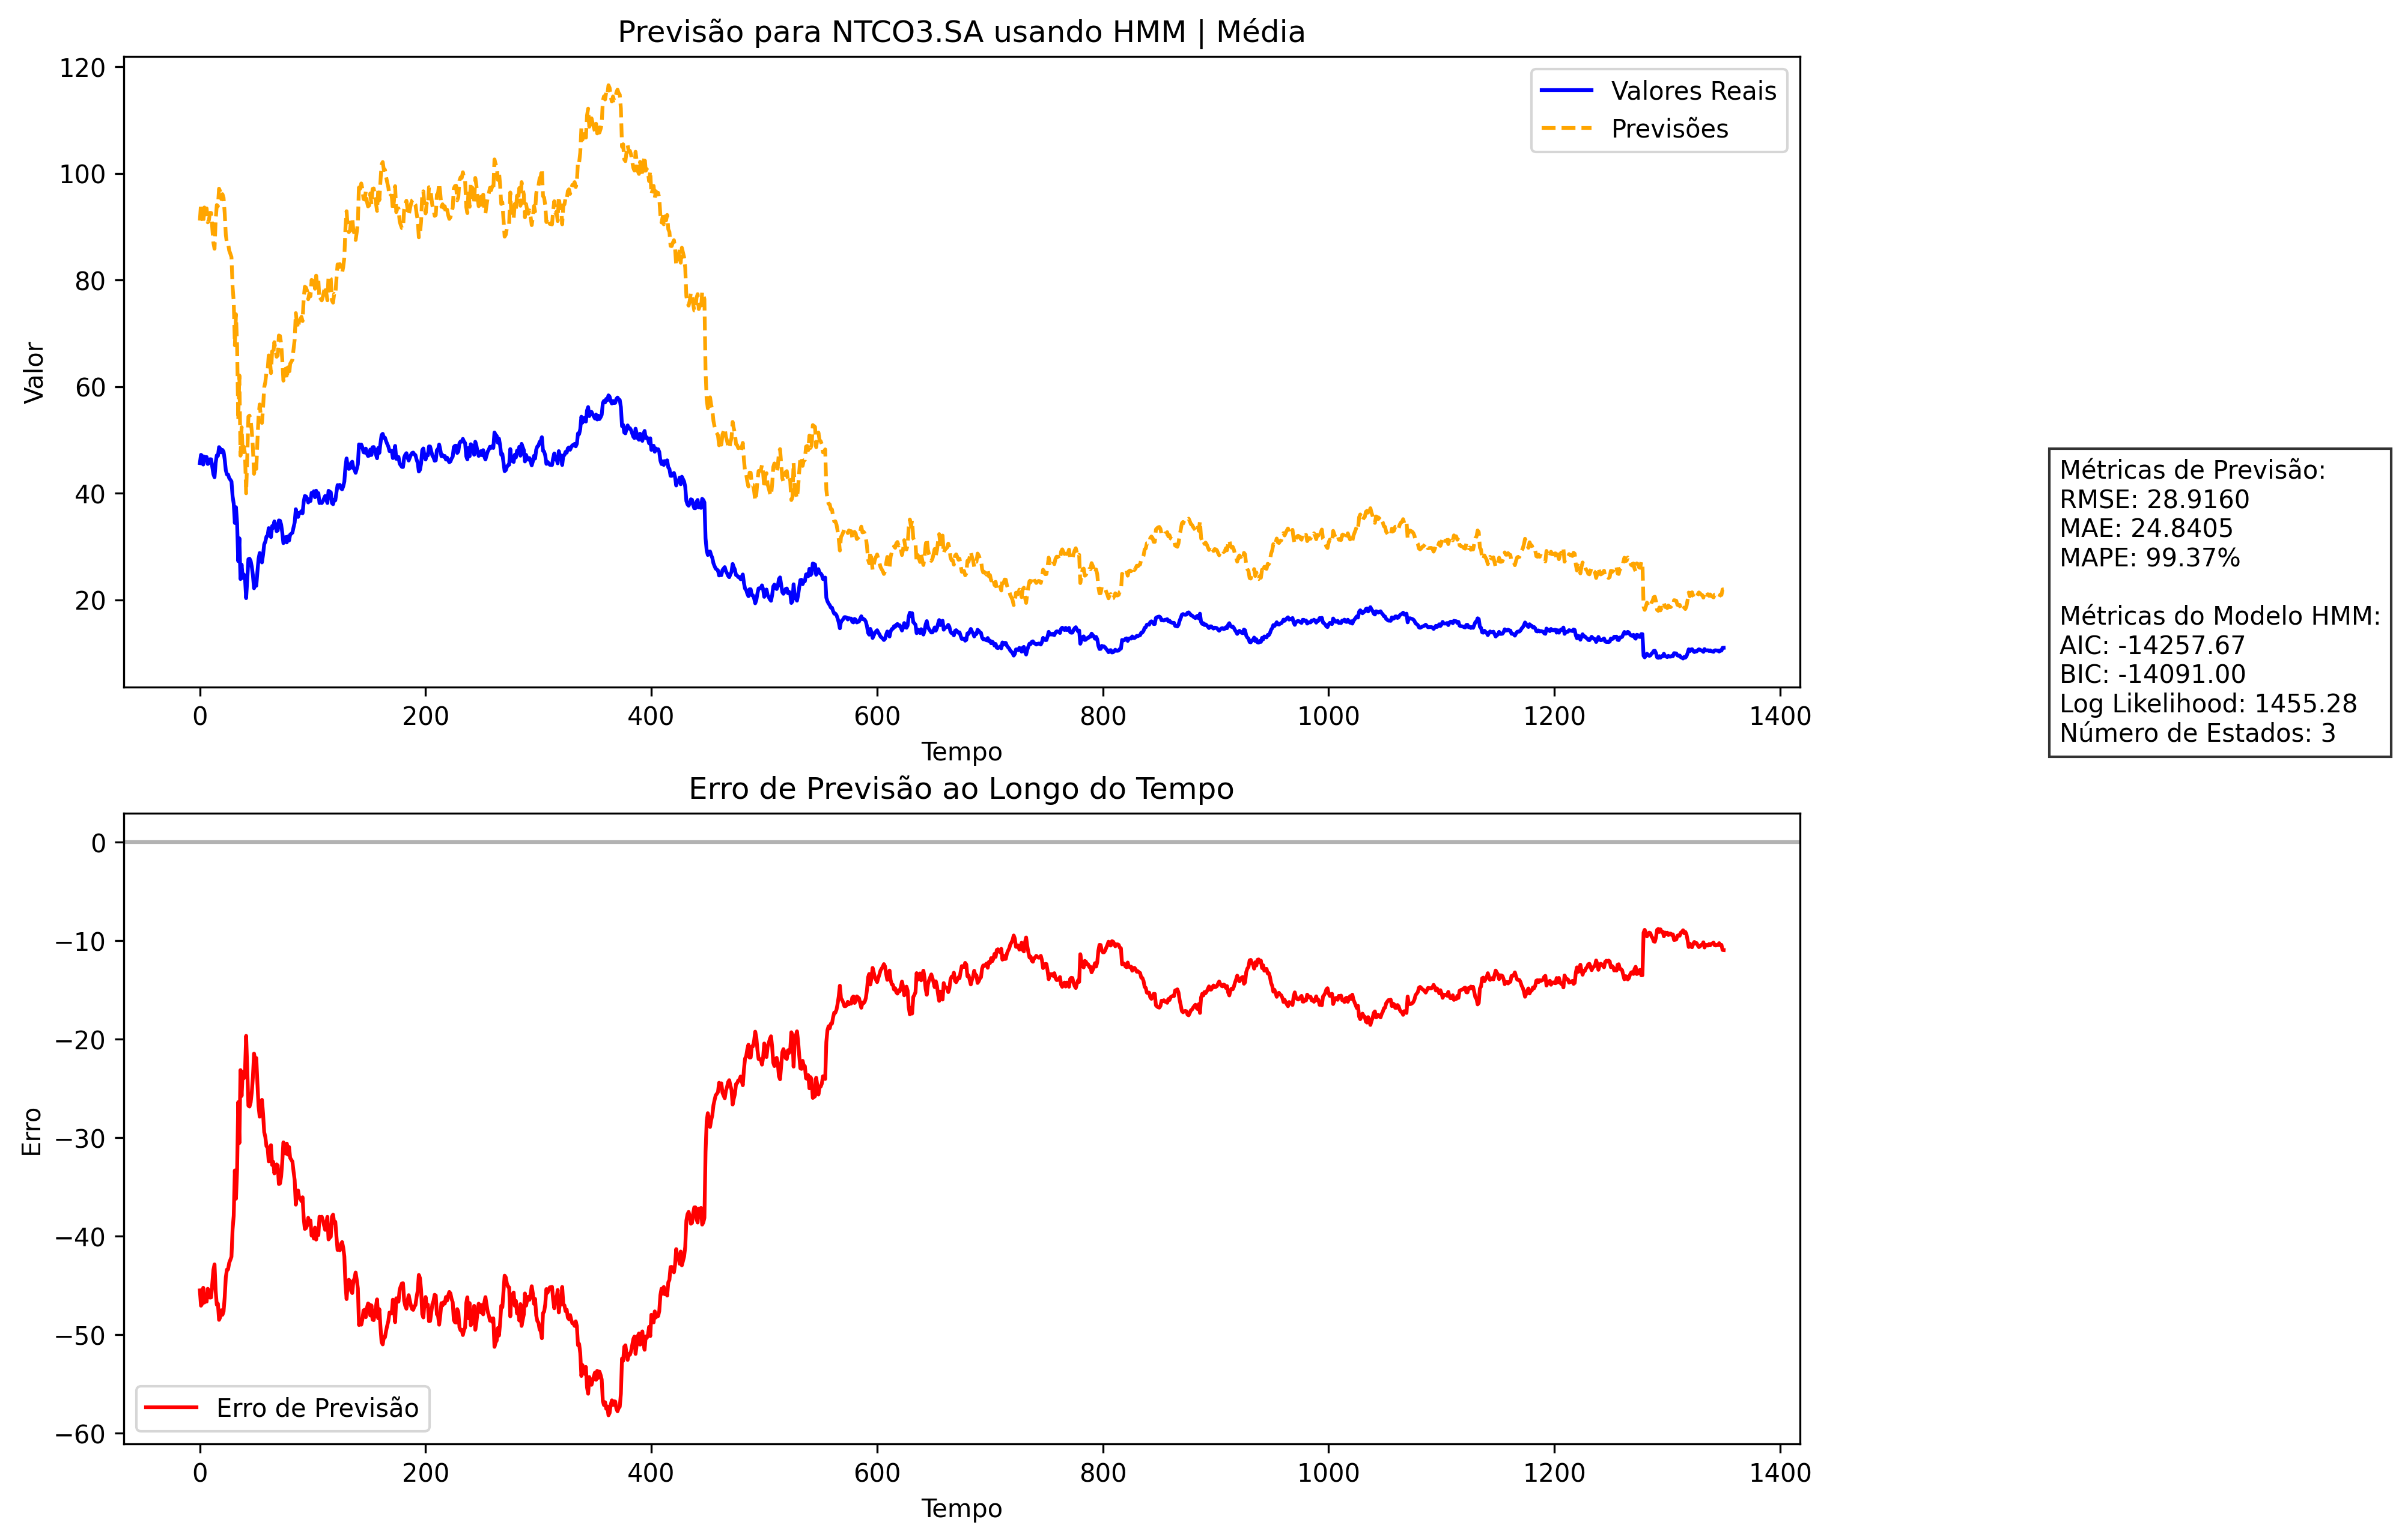 Previsão para NTCO3.SA usando HMM | Média
120
100
80
60
40
20
Valor
Valores Reais
Previsões
0 200 400 600 800 1000 1200 1400
Tempo
Métricas de Previsão:
RMSE: 28.9160
MAE: 24.8405
MAPE: 99.37%
Métricas do Modelo HMM:
AIC: -14257.67
BIC: -14091.00
Log Likelihood: 1455.28
Número de Estados: 3
Erro de Previsão ao Longo do Tempo
0
−10
−20
−30
−40
−50
−60
Erro
Erro de Previsão
0 200 400 600 800 1000 1200 1400
Tempo